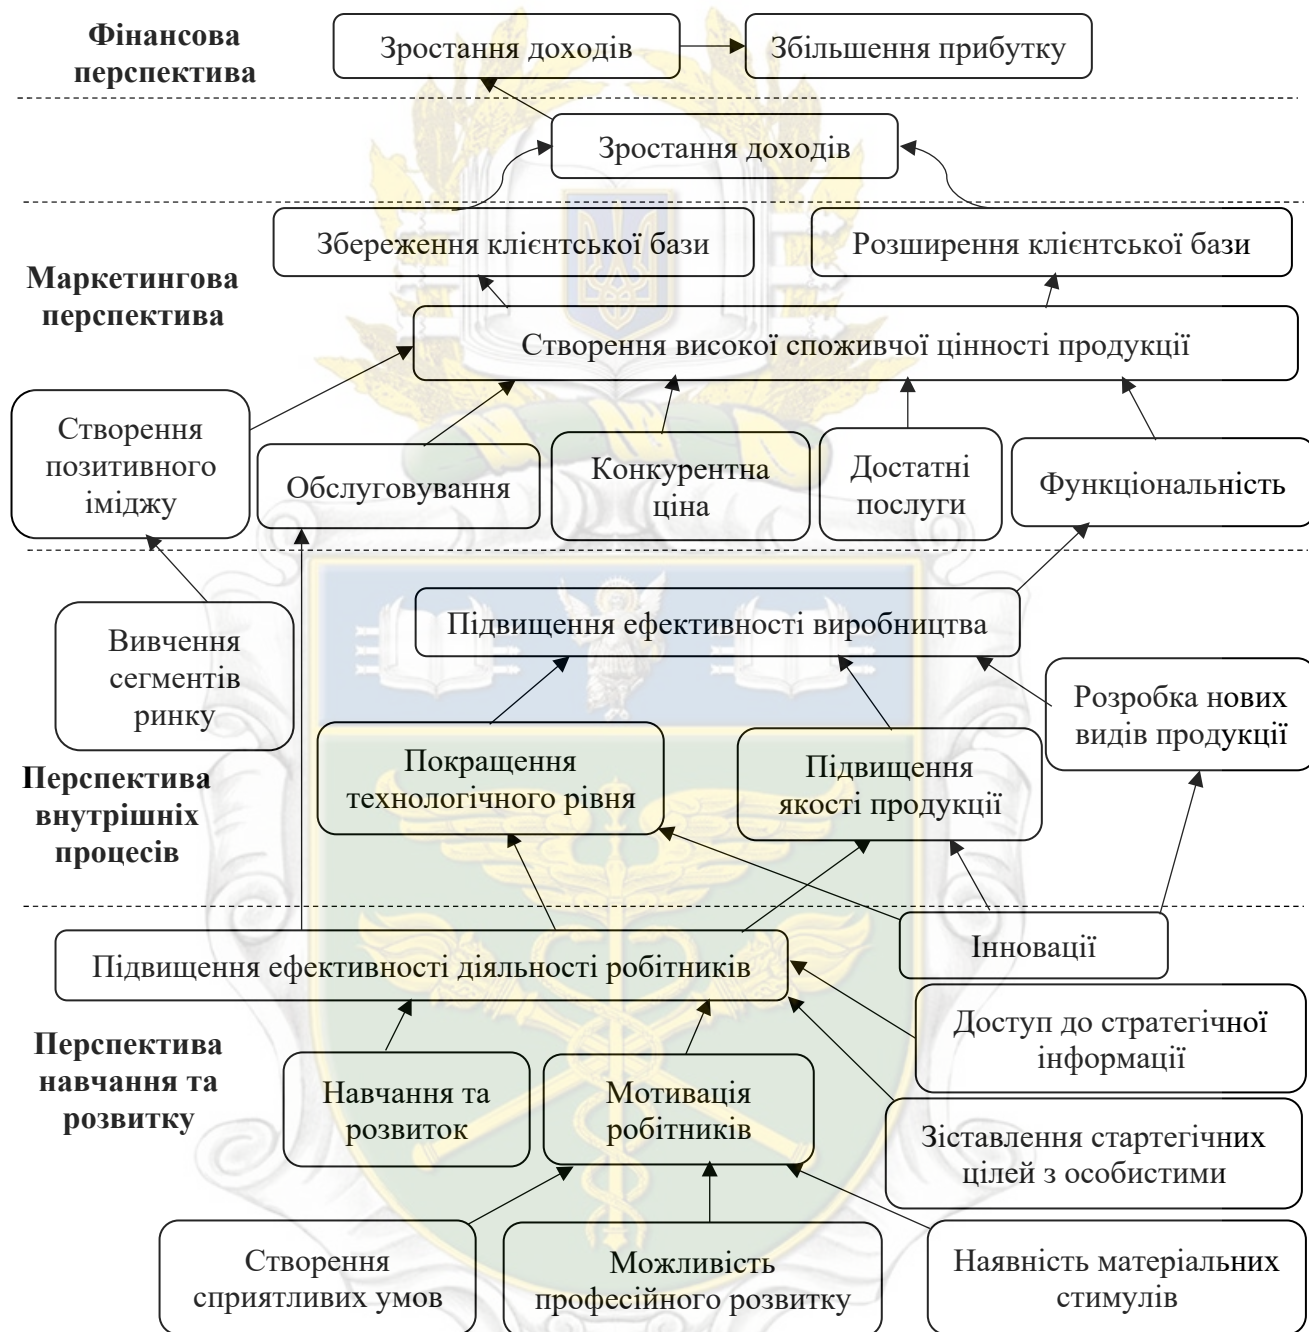 Фінансова
перспектива
Зростання доходів
Збільшення прибутку
Зростання доходів
Маркетингова
перспектива
Збереження клієнтської бази
Розширення клієнтської бази
Створення високої споживчої цінності продукції
Створення
позитивного
іміджу
Обслуговування
Конкурентна
ціна
Достатні
послуги
Функціональність
Перспектива
внутрішніх
процесів
Вивчення
сегментів
ринку
Підвищення ефективності виробництва
Розробка нових
видів продукції
Покращення
технологічного рівня
Підвищення
якості продукції
Перспектива
навчання та
розвитку
Підвищення ефективності діяльності робітників
Інновації
Доступ до стратегічної
інформації
Навчання та
розвиток
Мотивація
робітників
Зіставлення стартегічних
цілей з особистими
Створення
сприятливих умов
Можливість
професійного розвитку
Наявність матеріальних
стимулів